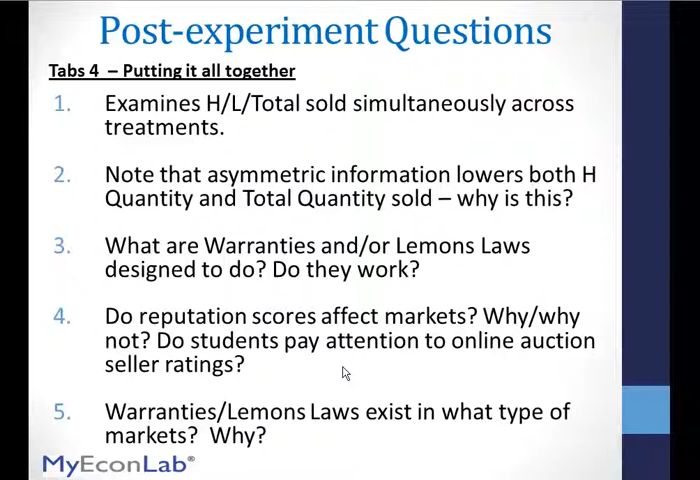 Post-experiment Questions
Tabs 4 – Putting it all together
1. Examines H/L/Total sold simultaneously across
treatments.
2. Note that asymmetric information lowers both H
Quantity and Total Quantity sold – why is this?
3. What are Warranties and/or Lemons Laws
designed to do? Do they work?
4. Do reputation scores affect markets? Why/why
not? Do students pay attention to online auction
seller ratings?
5. Warranties/Lemons Laws exist in what type of
markets? Why?
MyEconLab®